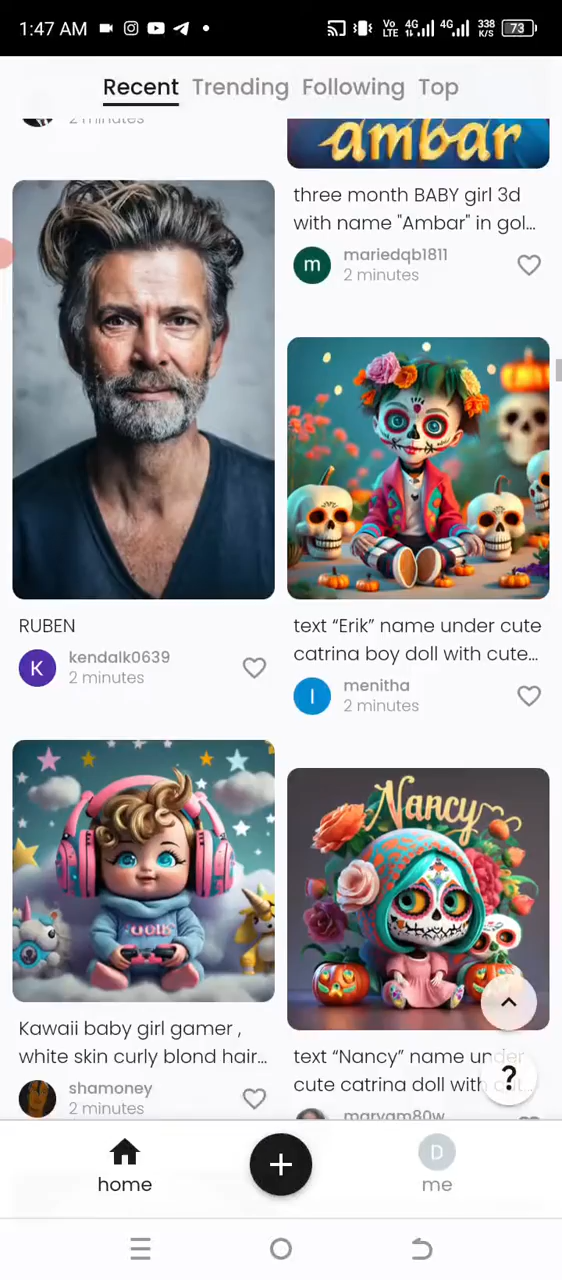 1:47 AM
Vo LTE 4G 4G 338 K/S 73
Recent Trending Following Top
2 minutes
ambar
three month BABY girl 3d
with name "Ambar" in gol...
m
mariedqb1811
2 minutes
RUBEN
K
kendalk0639
2 minutes
text “Erik” name under cute
catrina boy doll with cute...
I
menitha
2 minutes
Kawaii baby girl gamer ,
white skin curly blond hair...
shamoney
2 minutes
Nancy
text “Nancy” name under
cute catrina doll with cut...
maryam80w
?
+
D
home
me